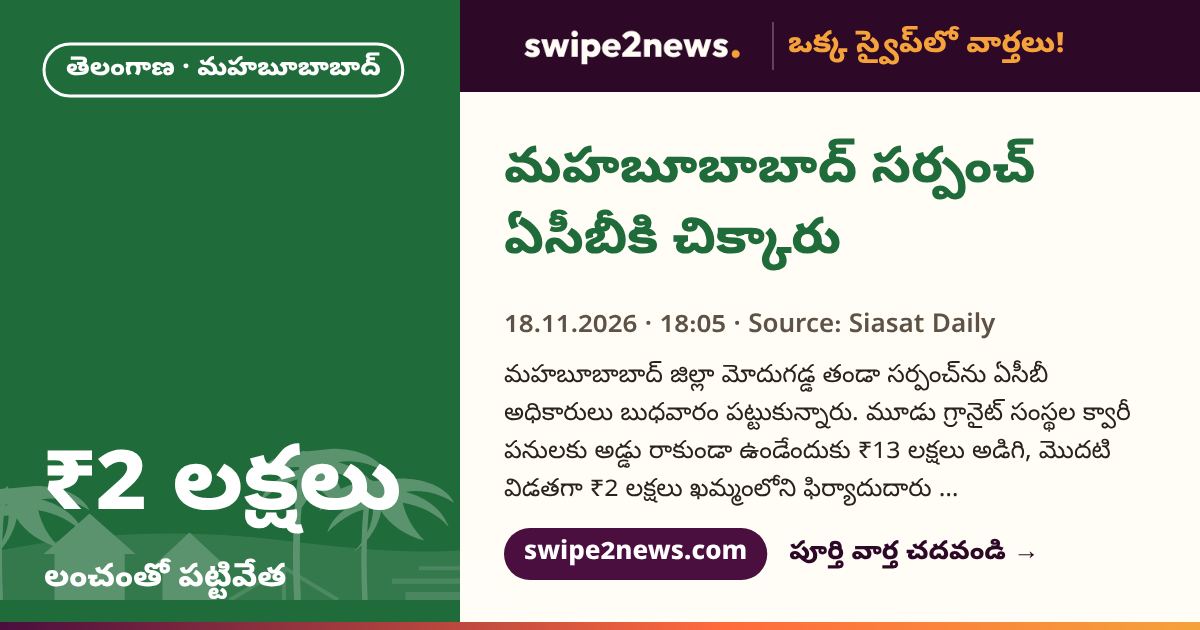 తెలంగాణ · మహబూబాబాద్
₹2 లక్షలు
లంచంతో పట్టివేత
swipe2news.
ఒక్క స్వైప్‌లో వార్తలు!
మహబూబాబాద్ సర్పంచ్
ఏసీబీకి చిక్కారు
18.11.2026 · 18:05 · Source: Siasat Daily
మహబూబాబాద్ జిల్లా మోదుగడ్డ తండా సర్పంచ్‌ను ఏసీబీ
అధికారులు బుధవారం పట్టుకున్నారు. మూడు గ్రానైట్ సంస్థల క్వారీ
పనులకు అడ్డు రాకుండా ఉండేందుకు ₹13 లక్షలు అడిగి, మొదటి
విడతగా ₹2 లక్షలు ఖమ్మంలోని ఫిర్యాదుదారు ...
swipe2news.com
పూర్తి వార్త చదవండి →